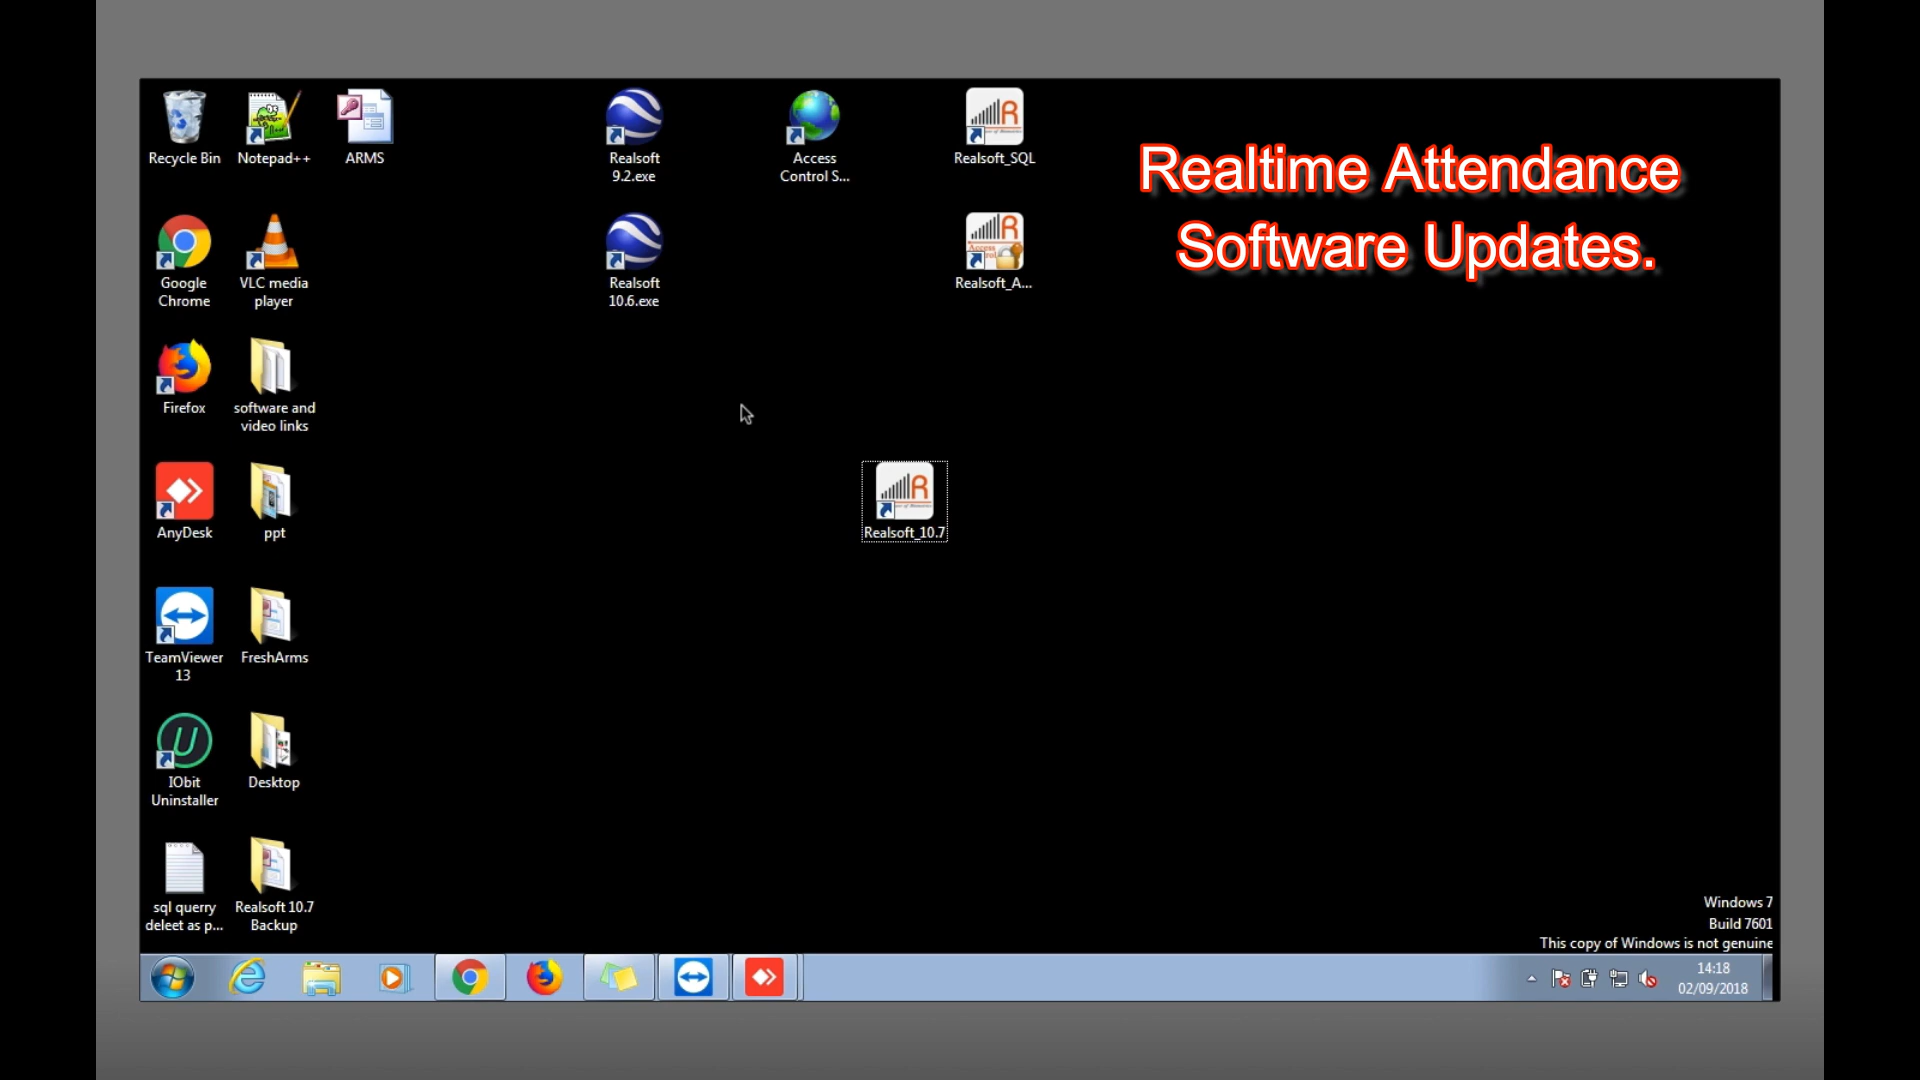 Recycle Bin
Notepad++
ARMS
Realsoft
9.2.exe
Access
Control S...
Realsoft_SQL
Realtime Attendance
Software Updates.
Google
Chrome
VLC media
player
Realsoft
10.6.exe
Realsoft_A...
Firefox
software and
video links
AnyDesk
ppt
Realsoft_10.7
TeamViewer
13
FreshArms
IObit
Uninstaller
Desktop
sql querry
deleet as p...
Realsoft 10.7
Backup
Windows 7
Build 7601
This copy of Windows is not genuine
14:18
02/09/2018